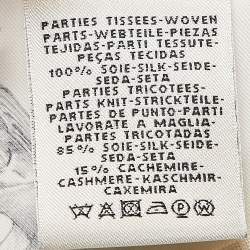 PARTIES TISSEES-WOVEN
PARTS-WEBTEILE-PIEZAS
TEJIDAS-PARTI TESSUTE-
PEÇAS TECIDAS
100% SOIE-SILK-SEIDE-
SEDA-SETA
PARTIES TRICOTEES-
PARTS KNIT-STRICKTEILE-
PARTES DE PUNTO-PARTI
LAVORATE A MAGLIA-
PARTES TRICOTADAS
85% SOIE-SILK-SEIDE-
SEDA-SETA
15% CACHEMIRE-
CASHMERE-KASCHMIR-
CAXEMIRA